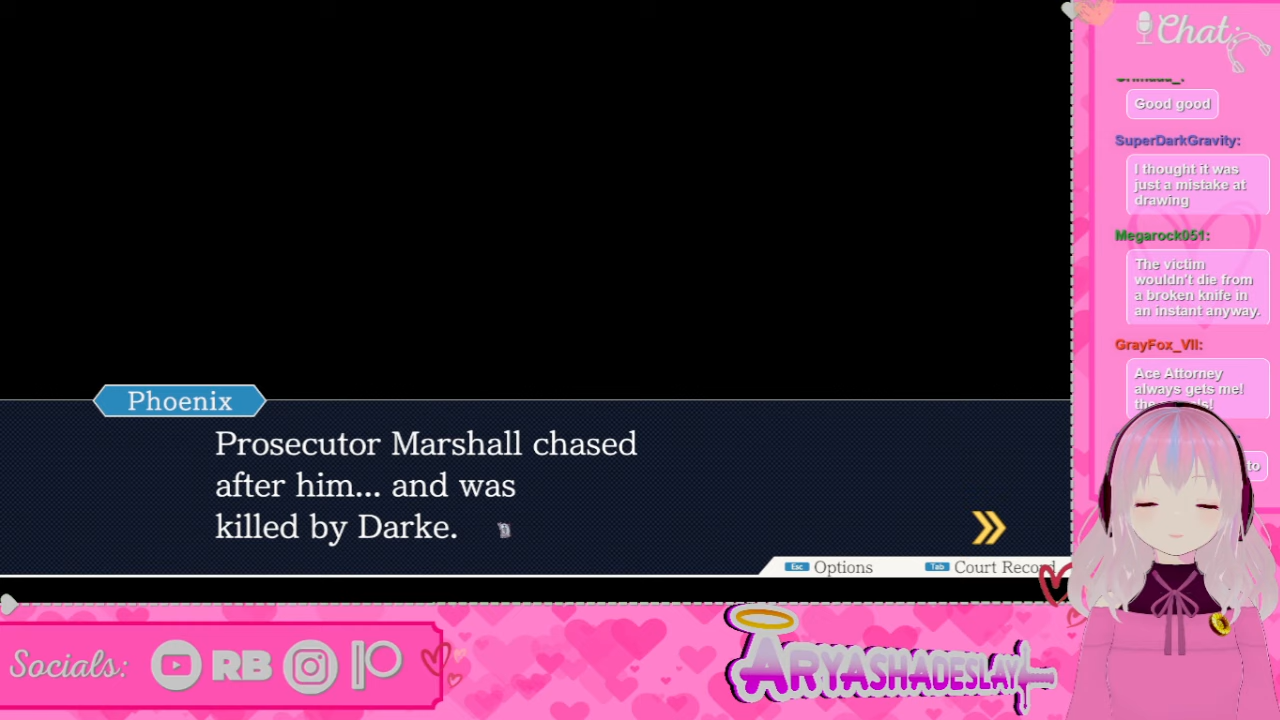 Phoenix
Prosecutor Marshall chased
after him... and was
killed by Darke.
Esc Options
Tab Court Record
Chat
Good good
SuperDarkGravity:
I thought it was
just a mistake at
drawing
Megarock051:
The victim
wouldn't die from
a broken knife in
an instant anyway.
GrayFox_VII:
Ace Attorney
always gets me!
to
Socials:
RB
ARYASHADESLAY